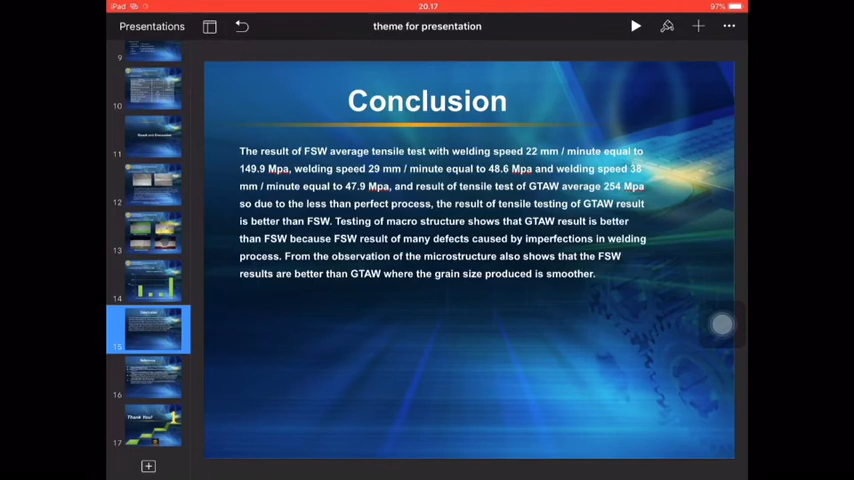 iPad
20.17
97%
Presentations
theme for presentation
Conclusion
The result of FSW average tensile test with welding speed 22 mm / minute equal to
149.9 Mpa, welding speed 29 mm / minute equal to 48.6 Mpa and welding speed 38
mm / minute equal to 47.9 Mpa, and result of tensile test of GTAW average 254 Mpa
so due to the less than perfect process, the result of tensile testing of GTAW result
is better than FSW. Testing of macro structure shows that GTAW result is better
than FSW because FSW result of many defects caused by imperfections in welding
process. From the observation of the microstructure also shows that the FSW
results are better than GTAW where the grain size produced is smoother.
9
10
11
12
13
14
Conclusion
15
16
Thank You!
17